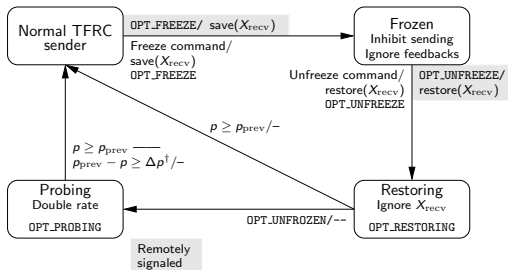 Normal TFRC
sender
OPT_FREEZE/ save(X_recv)
Freeze command/
save(X_recv)
OPT_FREEZE
Frozen
Inhibit sending
Ignore feedbacks
Unfreeze command/
restore(X_recv)
OPT_UNFREEZE
OPT_UNFREEZE/
restore(X_recv)
p ≥ p_prev/–
p ≥ p_prev ——
p_prev − p ≥ Δp†/–
Probing
Double rate
OPT_PROBING
OPT_UNFROZEN/--
Restoring
Ignore X_recv
OPT_RESTORING
Remotely
signaled